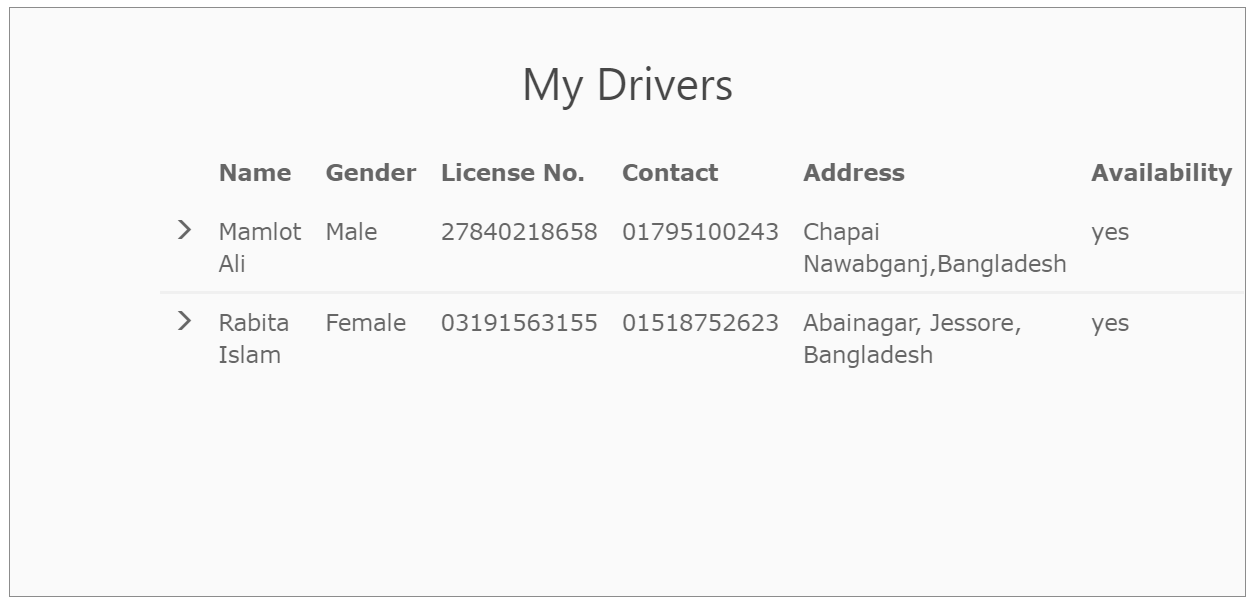 My Drivers
Name Gender License No. Contact Address Availability
Mamlot Male 27840218658 01795100243 Chapai yes
Ali Nawabganj,Bangladesh
Rabita Female 03191563155 01518752623 Abainagar, Jessore, yes
Islam Bangladesh